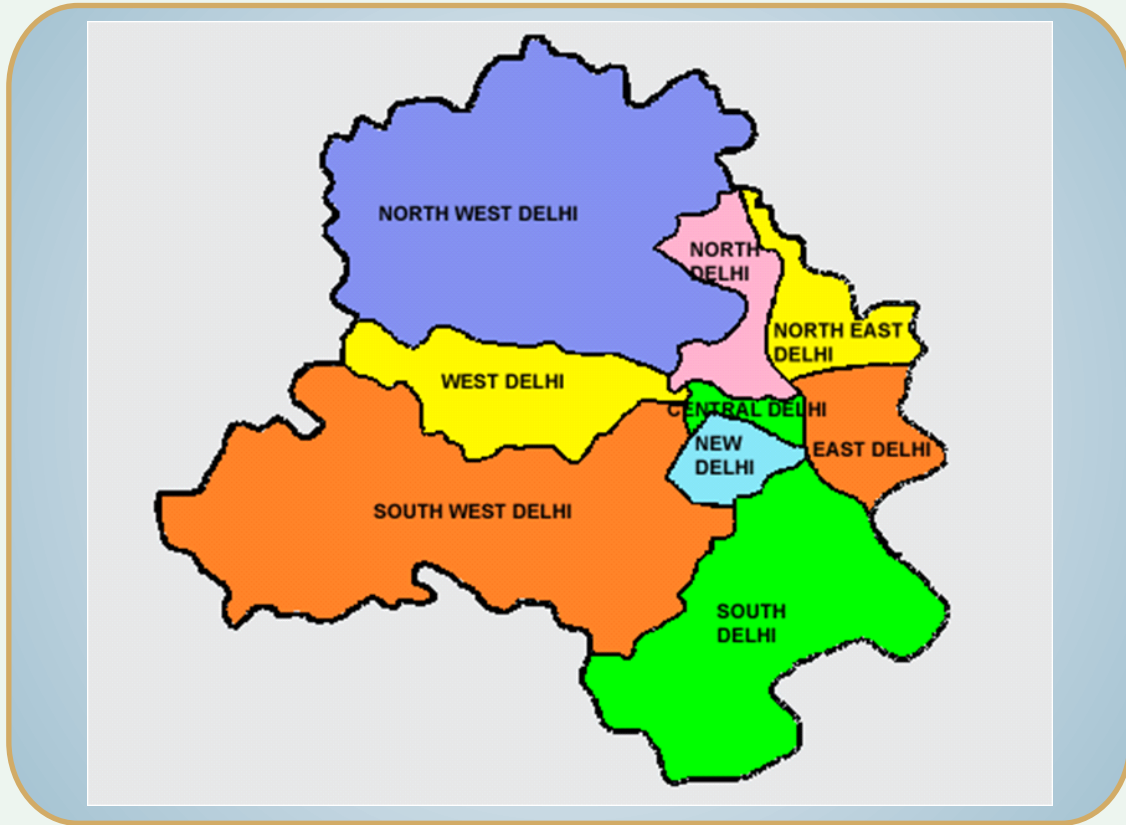 NORTH WEST DELHI
NORTH
DELHI
NORTH EAST
DELHI
WEST DELHI
CENTRAL DELHI
NEW
DELHI
EAST DELHI
SOUTH WEST DELHI
SOUTH
DELHI